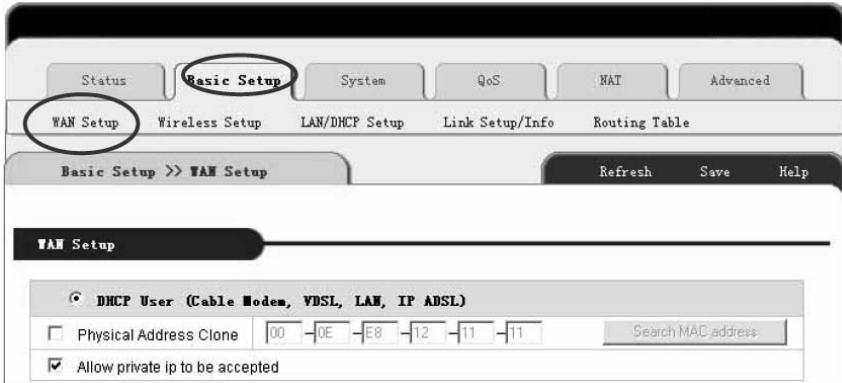 Status Basic Setup System QoS NAT Advanced
WAN Setup Wireless Setup LAN/DHCP Setup Link Setup/Info Routing Table
Basic Setup >> WAN Setup Refresh Save Help
WAN Setup
DHCP User (Cable Modem, VDSL, LAN, IP ADSL)
Physical Address Clone 00 -0E -E8 -12 -11 -11 Search MAC address
Allow private ip to be accepted